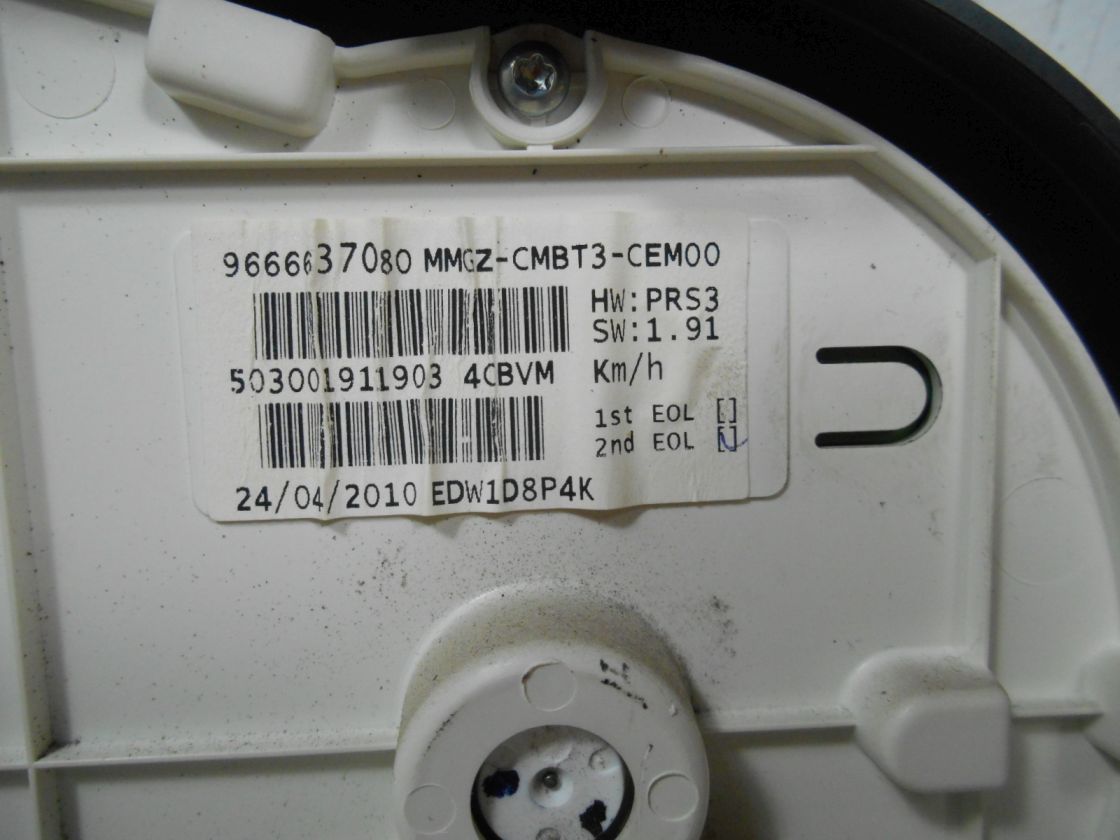 9666637080 MMGZ-CMBT3-CEM00
HW:PRS3
SW:1.91
503001911903 4CBVM
Km/h
1st EOL []
2nd EOL []
24/04/2010 EDW1D8P4K